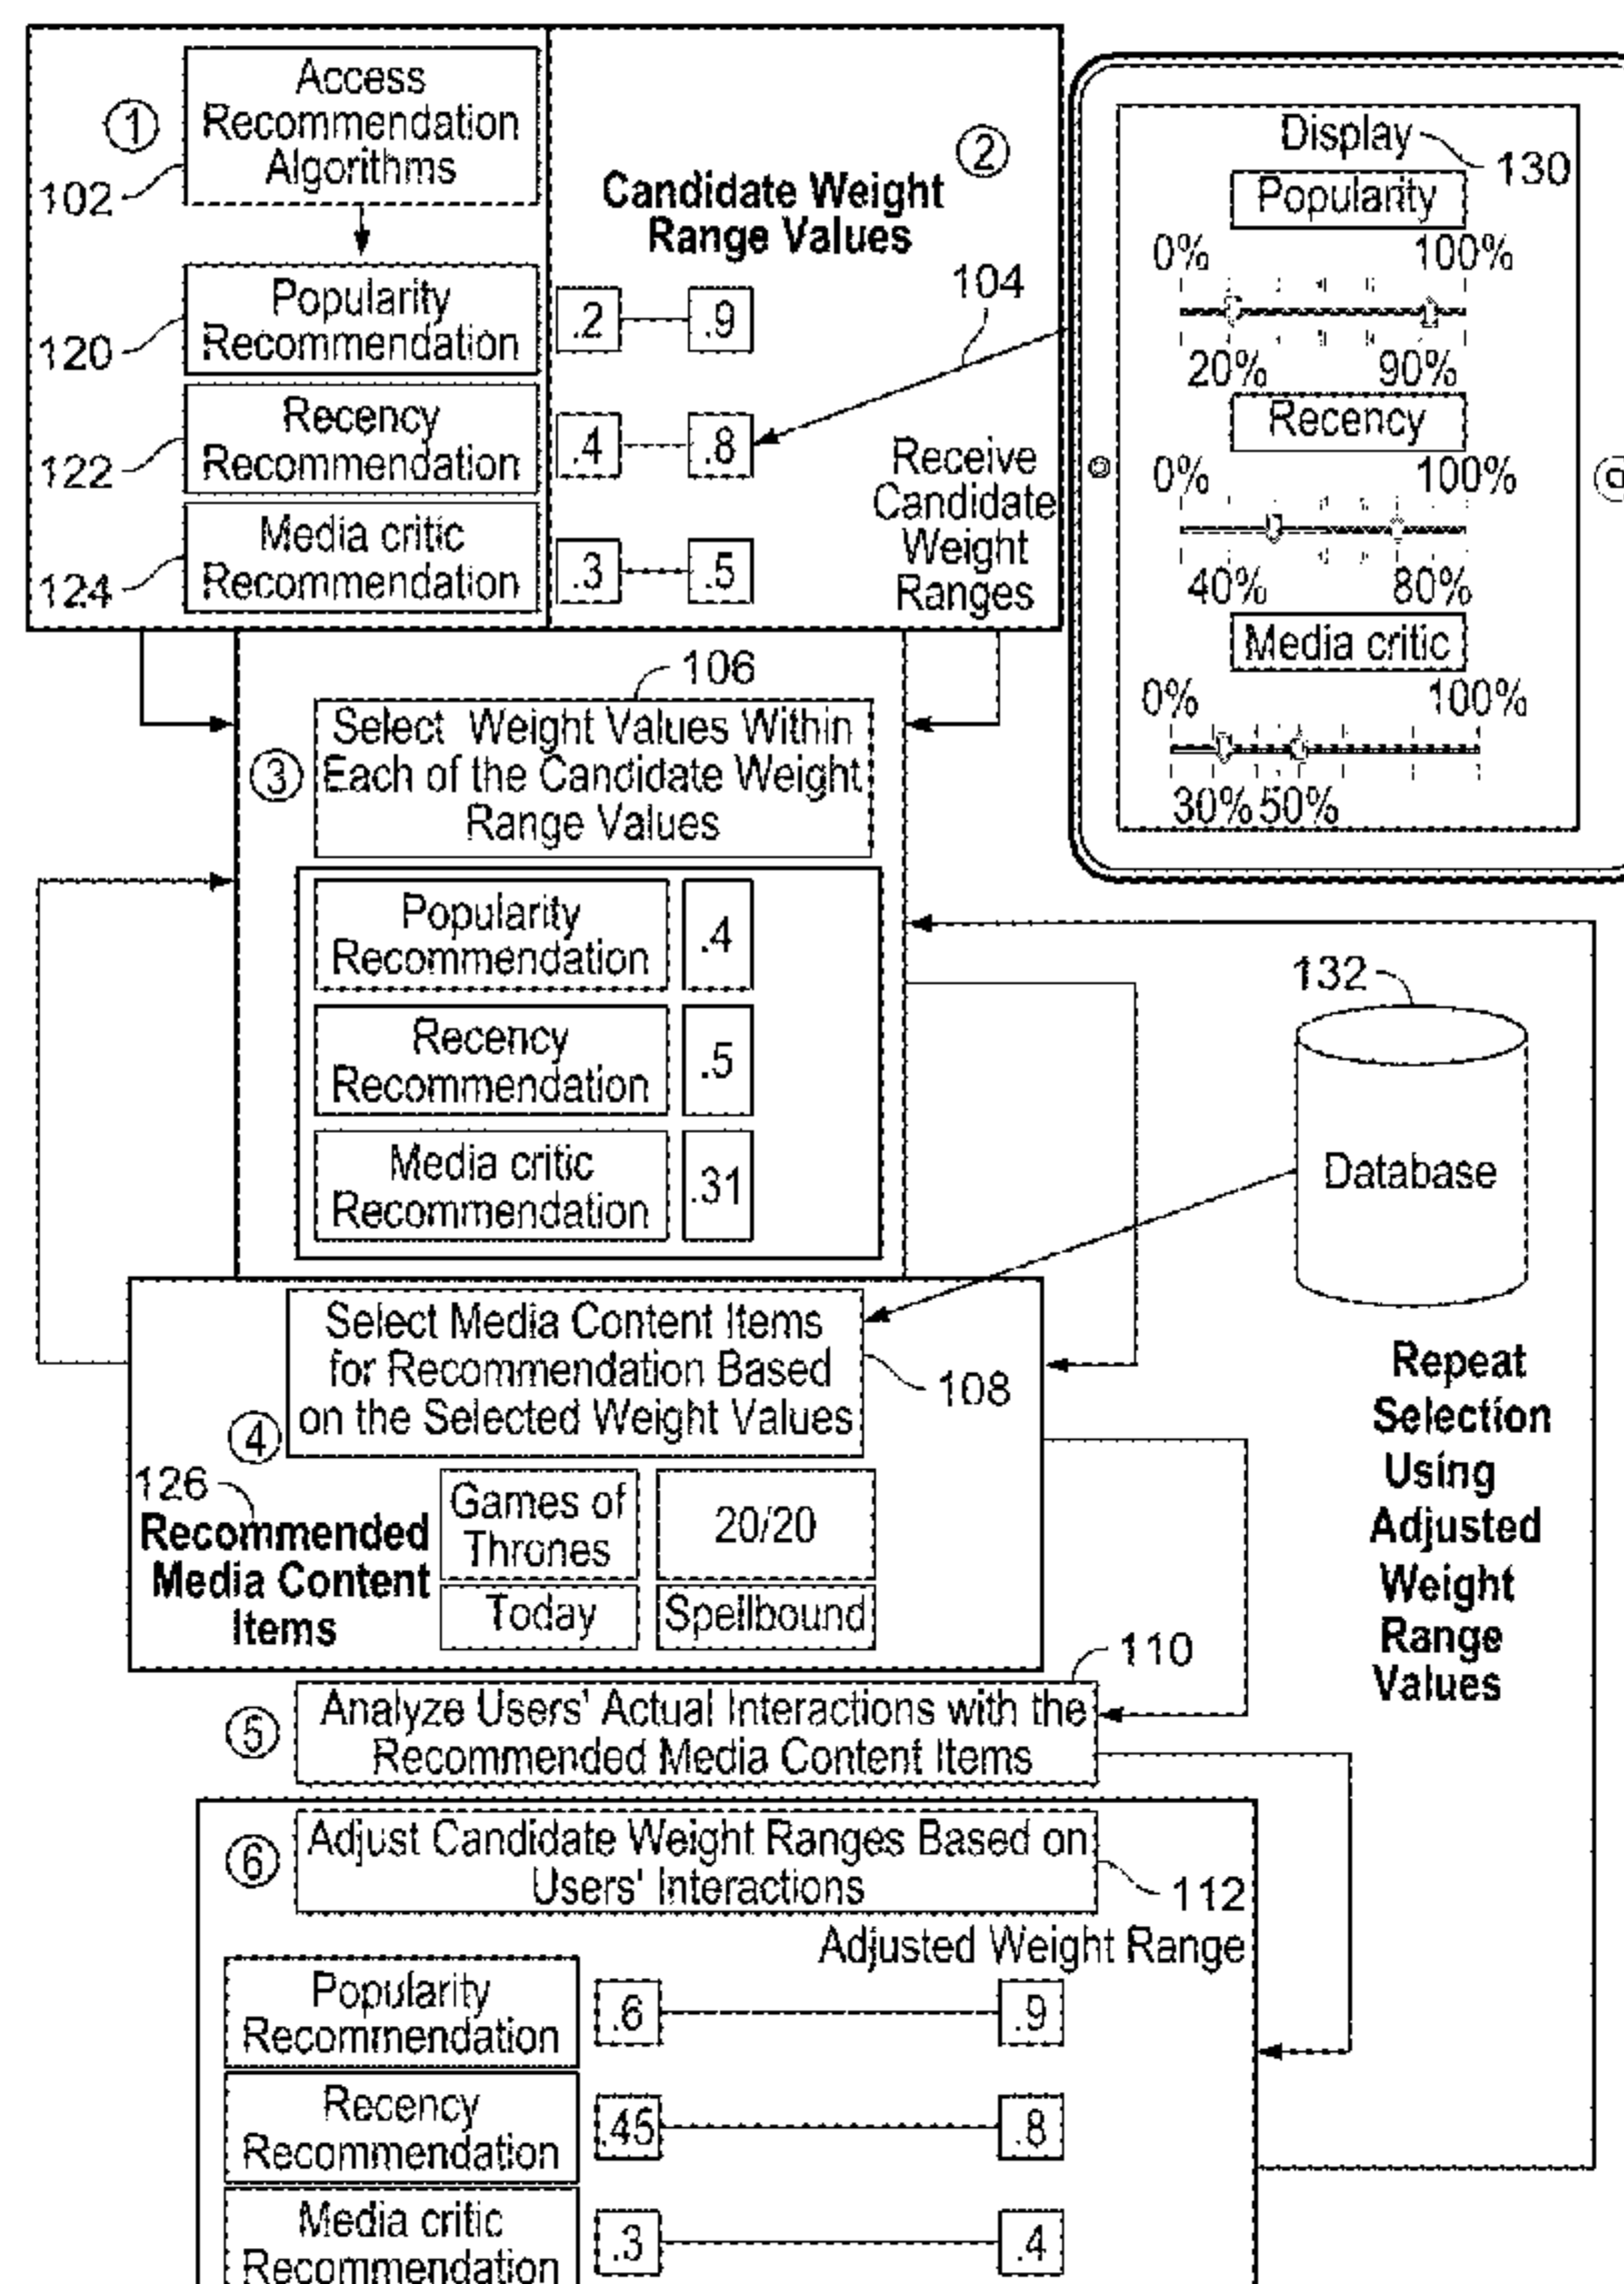 Access
Recommendation
Algorithms
1
102
Candidate Weight
Range Values
2
104
Popularity
Recommendation
120
.2
.9
Recency
Recommendation
122
.4
.8
Media critic
Recommendation
124
.3
.5
Receive
Candidate
Weight
Ranges
Display
130
Popularity
0%
100%
20%
90%
Recency
0%
100%
40%
80%
Media critic
0%
100%
30%
50%
106
3
Select Weight Values Within
Each of the Candidate Weight
Range Values
Popularity
Recommendation
.4
Recency
Recommendation
.5
Media critic
Recommendation
.31
132
Database
Select Media Content Items
for Recommendation Based
on the Selected Weight Values
108
4
126
Recommended
Media Content
Items
Games of
Thrones
20/20
Today
Spellbound
Repeat
Selection
Using
Adjusted
Weight
Range
Values
110
5
Analyze Users' Actual Interactions with the
Recommended Media Content Items
6
Adjust Candidate Weight Ranges Based on
Users' Interactions
112
Adjusted Weight Range
Popularity
Recommendation
.6
.9
Recency
Recommendation
.45
.8
Media critic
Recommendation
.3
.4